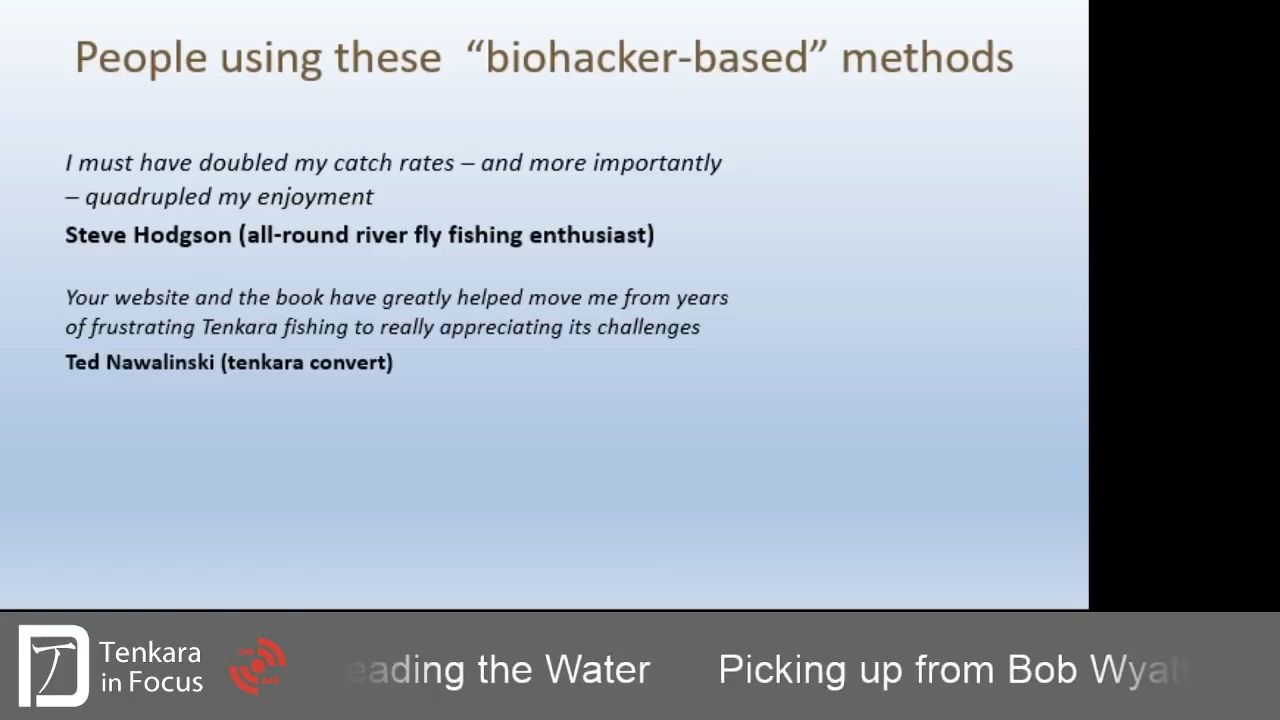 People using these “biohacker-based” methods
I must have doubled my catch rates – and more importantly
– quadrupled my enjoyment
Steve Hodgson (all-round river fly fishing enthusiast)
Your website and the book have greatly helped move me from years
of frustrating Tenkara fishing to really appreciating its challenges
Ted Nawalinski (tenkara convert)
Tenkara
in Focus
ON
AIR
eading the Water
Picking up from Bob Wyatt